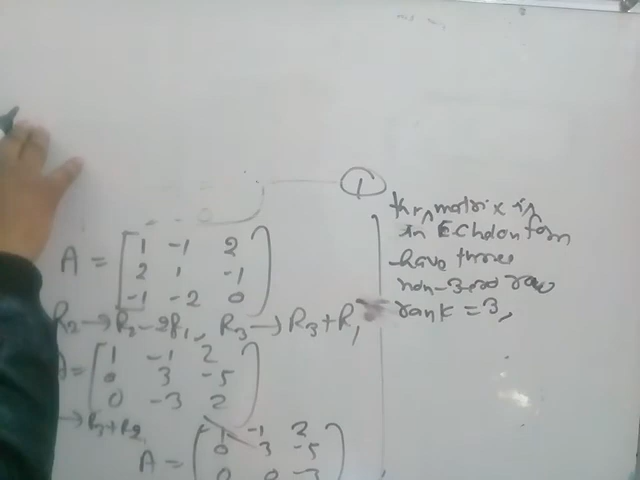 1
A = [ 1 -1 2
2 1 -1
-1 -2 0 ]
R2 → R2 - 2R1, R3 → R3 + R1
A = [ 1 -1 2
0 3 -5
0 -3 2 ]
→ R3 + R2
A = [ 1 -1 2
0 3 -5
0 0 -3
matrix is
in Echelon form
have three
non-zero row
rank = 3,